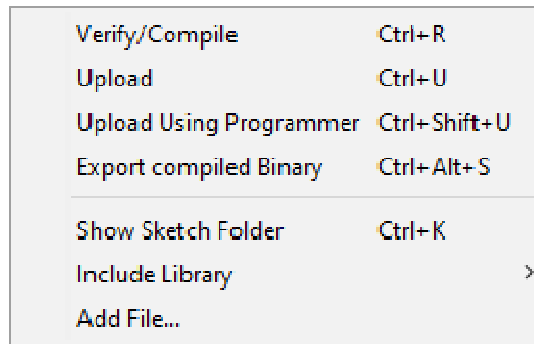 Verify/Compile Ctrl+R
Upload Ctrl+U
Upload Using Programmer Ctrl+Shift+U
Export compiled Binary Ctrl+Alt+S
Show Sketch Folder Ctrl+K
Include Library
Add File...